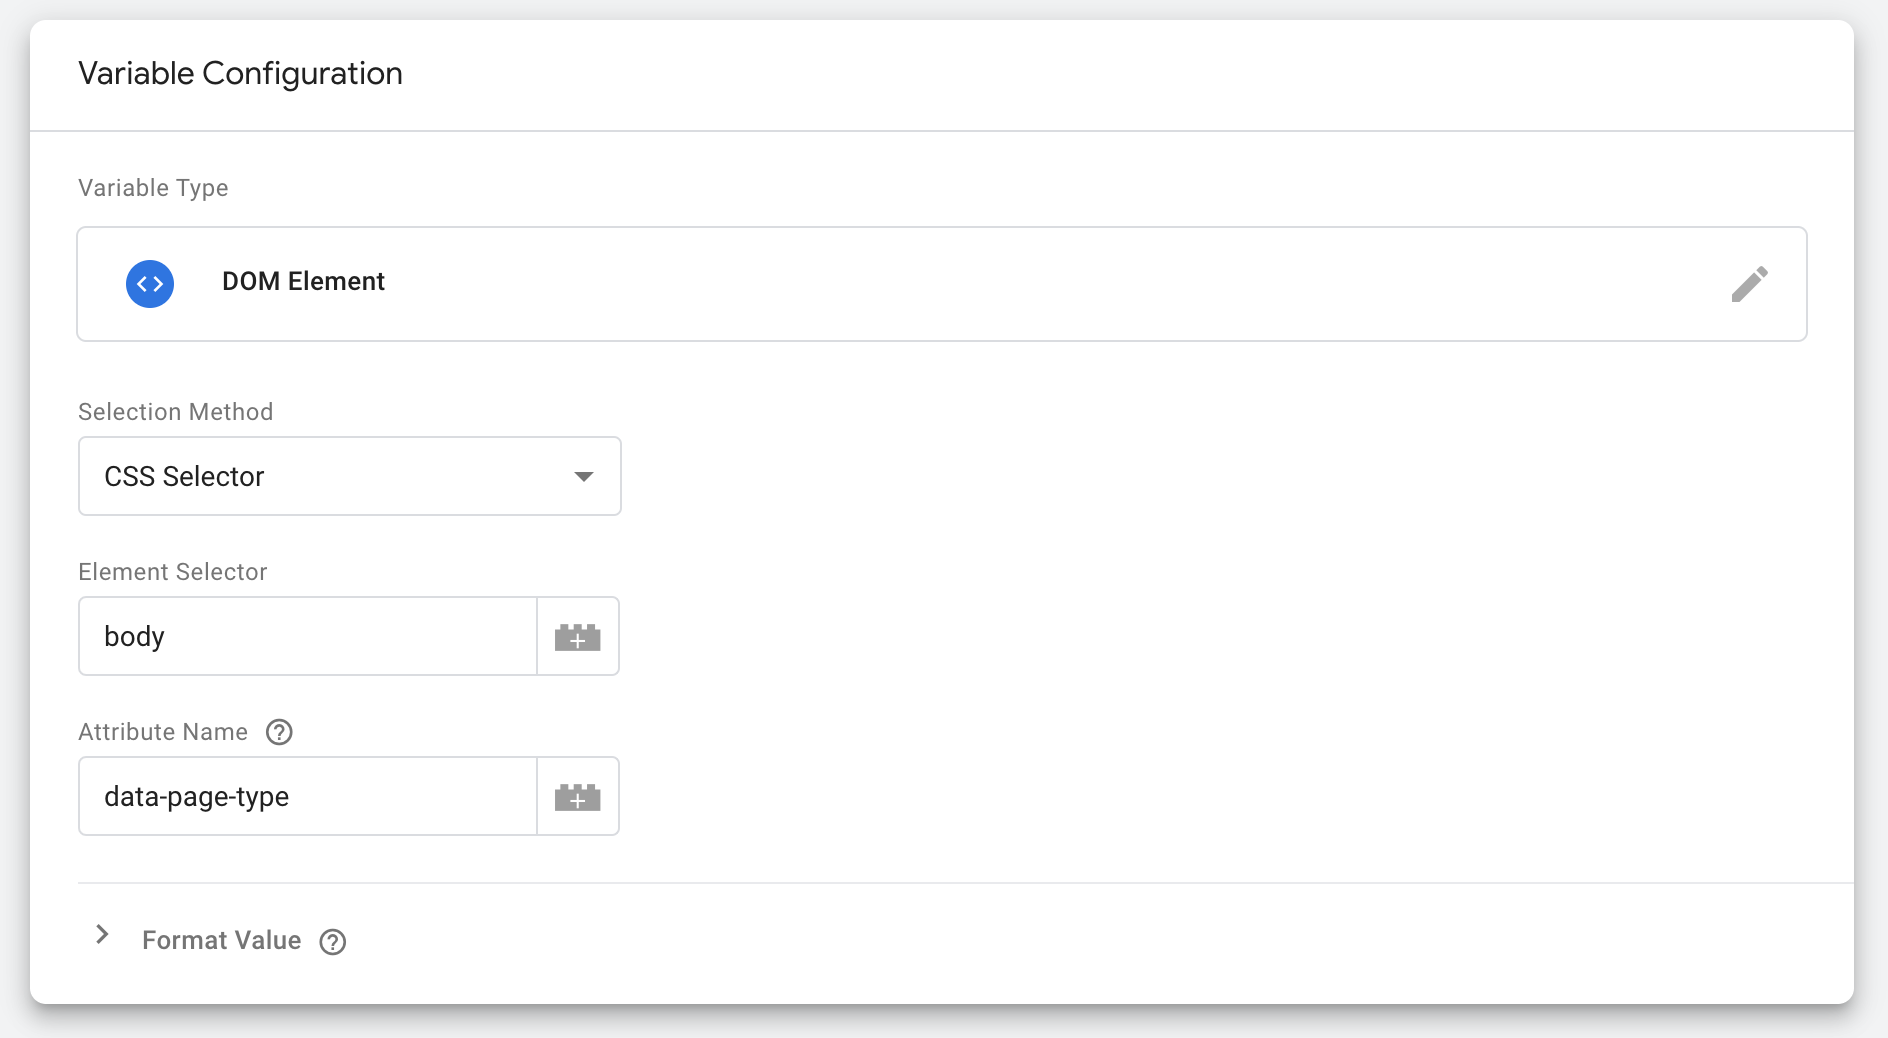 Variable Configuration
Variable Type
DOM Element
Selection Method
CSS Selector
Element Selector
body
Attribute Name
data-page-type
Format Value